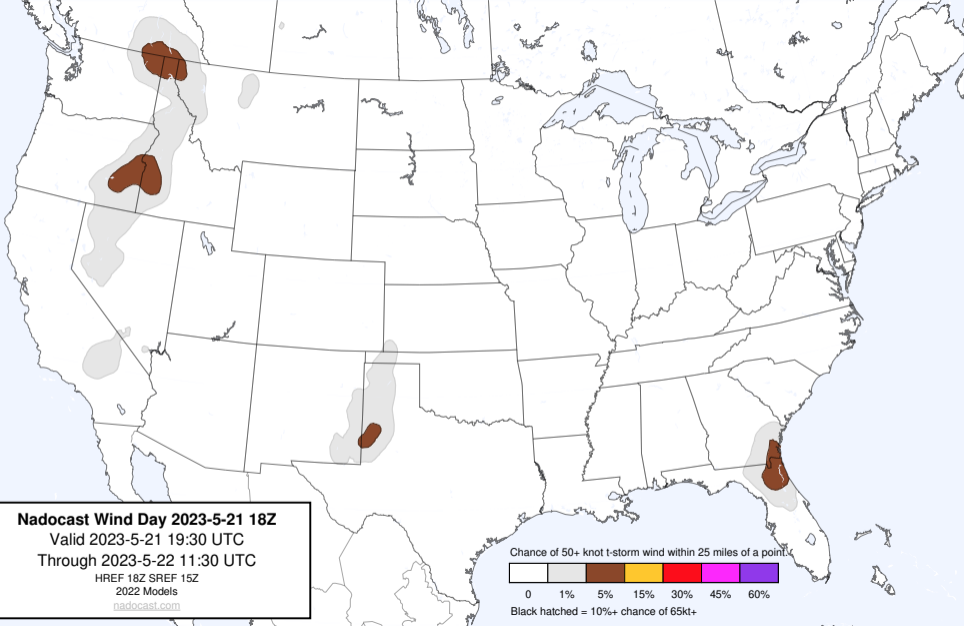 Nadocast Wind Day 2023-5-21 18Z
Valid 2023-5-21 19:30 UTC
Through 2023-5-22 11:30 UTC
HREF 18Z SREF 15Z
2022 Models
nadocast.com
Chance of 50+ knot t-storm wind within 25 miles of a point.
0 1% 5% 15% 30% 45% 60%
Black hatched = 10%+ chance of 65kt+